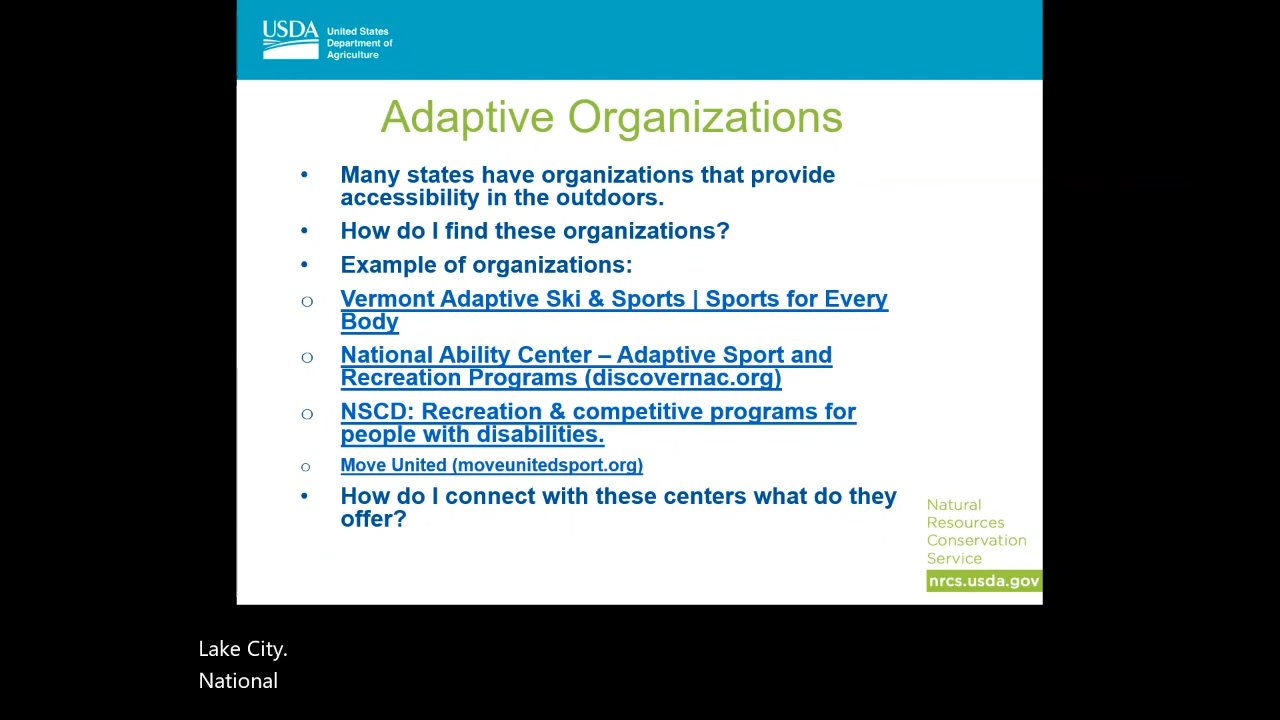 USDA
United States
Department of
Agriculture
Adaptive Organizations
• Many states have organizations that provide
accessibility in the outdoors.
• How do I find these organizations?
• Example of organizations:
o Vermont Adaptive Ski & Sports | Sports for Every
Body
o National Ability Center – Adaptive Sport and
Recreation Programs (discovernac.org)
o NSCD: Recreation & competitive programs for
people with disabilities.
o Move United (moveunitedsport.org)
• How do I connect with these centers what do they
offer?
Natural
Resources
Conservation
Service
nrcs.usda.gov
Lake City.
National